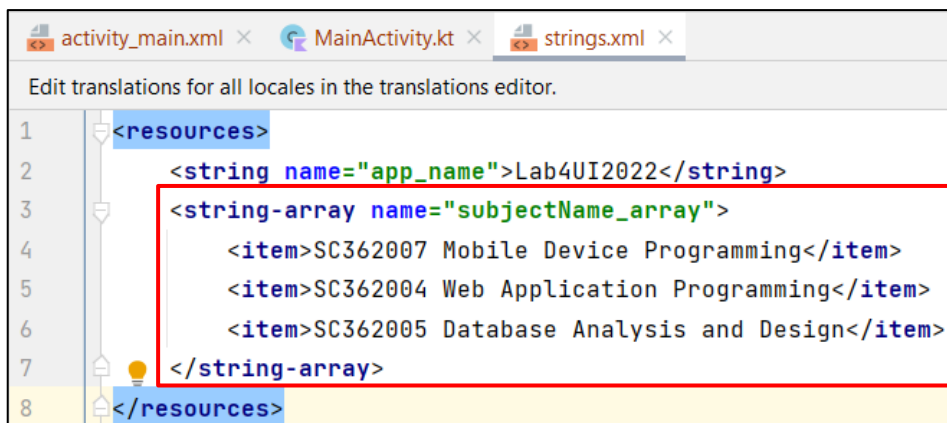 activity_main.xml × MainActivity.kt × strings.xml ×
Edit translations for all locales in the translations editor.
1 <resources>
2 <string name="app_name">Lab4UI2022</string>
3 <string-array name="subjectName_array">
4 <item>SC362007 Mobile Device Programming</item>
5 <item>SC362004 Web Application Programming</item>
6 <item>SC362005 Database Analysis and Design</item>
7 </string-array>
8 </resources>